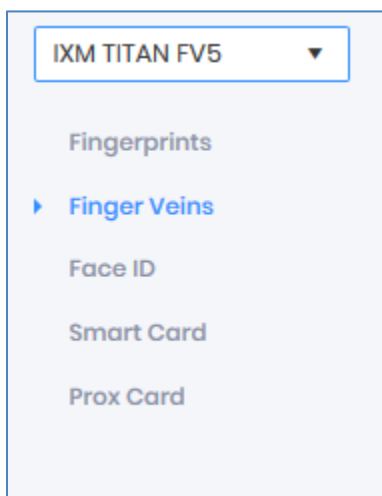 IXM TITAN FV5
Fingerprints
Finger Veins
Face ID
Smart Card
Prox Card